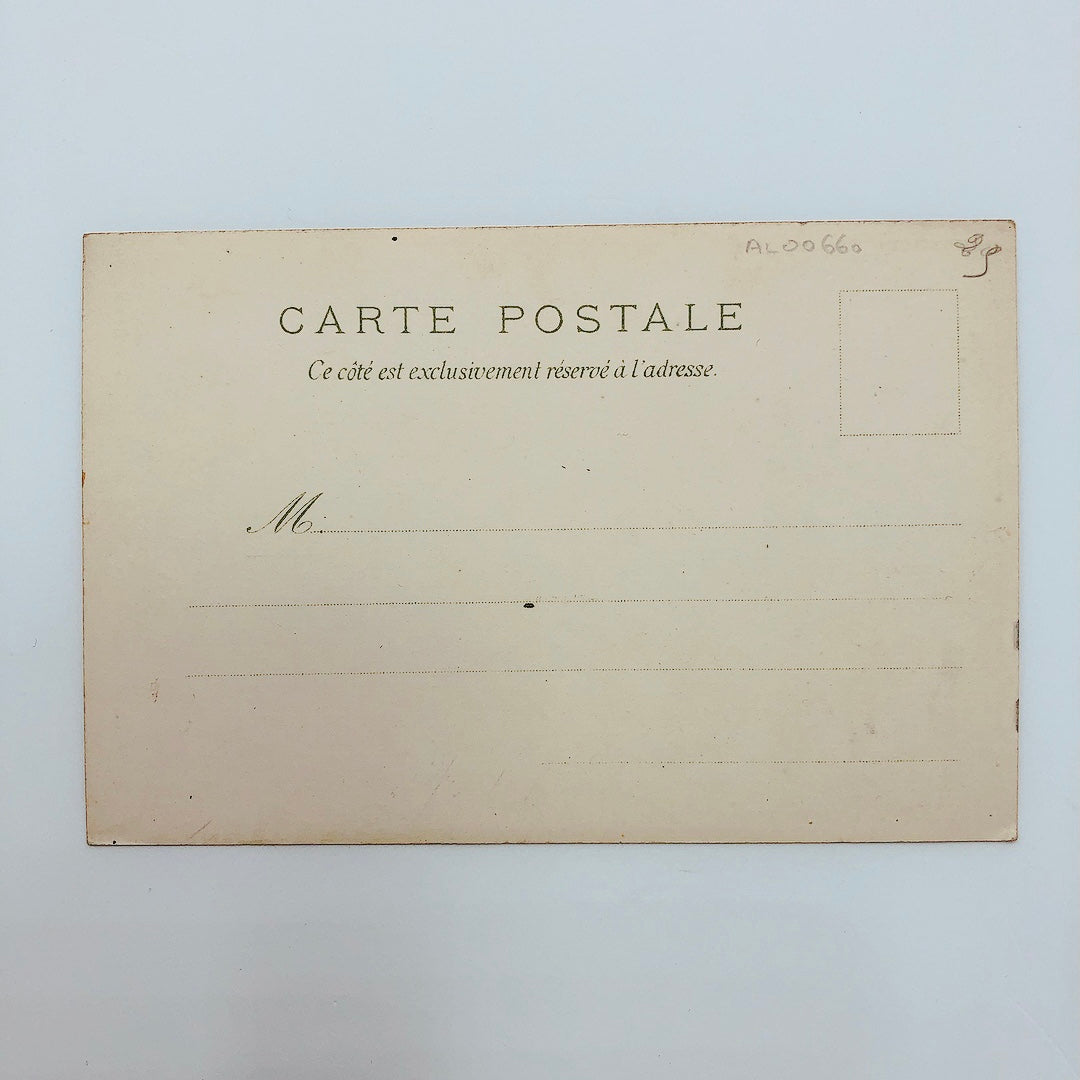 AL00660
CARTE POSTALE
Ce côté est exclusivement réservé à l'adresse.
M